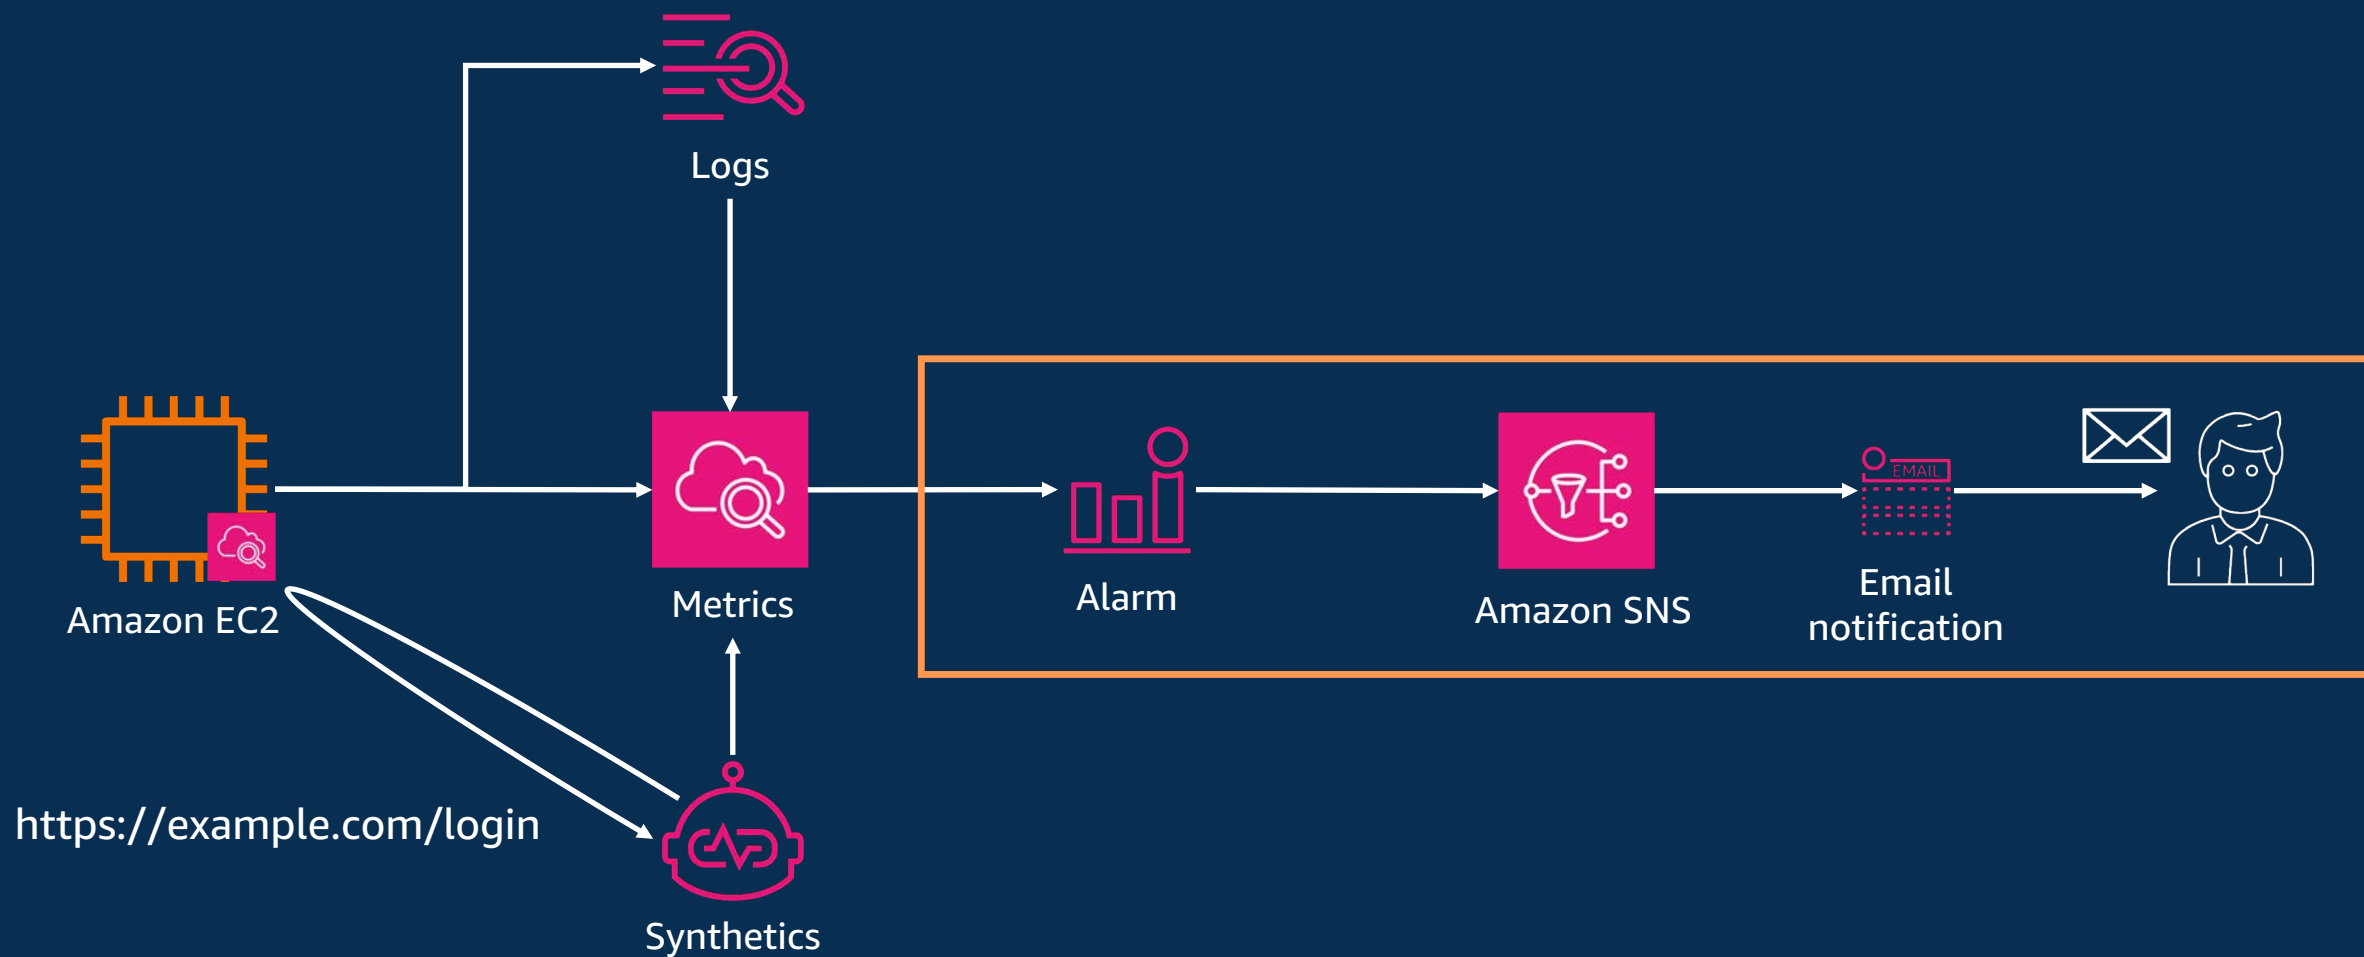 Logs
Amazon EC2
Metrics
Alarm
Amazon SNS
EMAIL
Email
notification
https://example.com/login
Synthetics